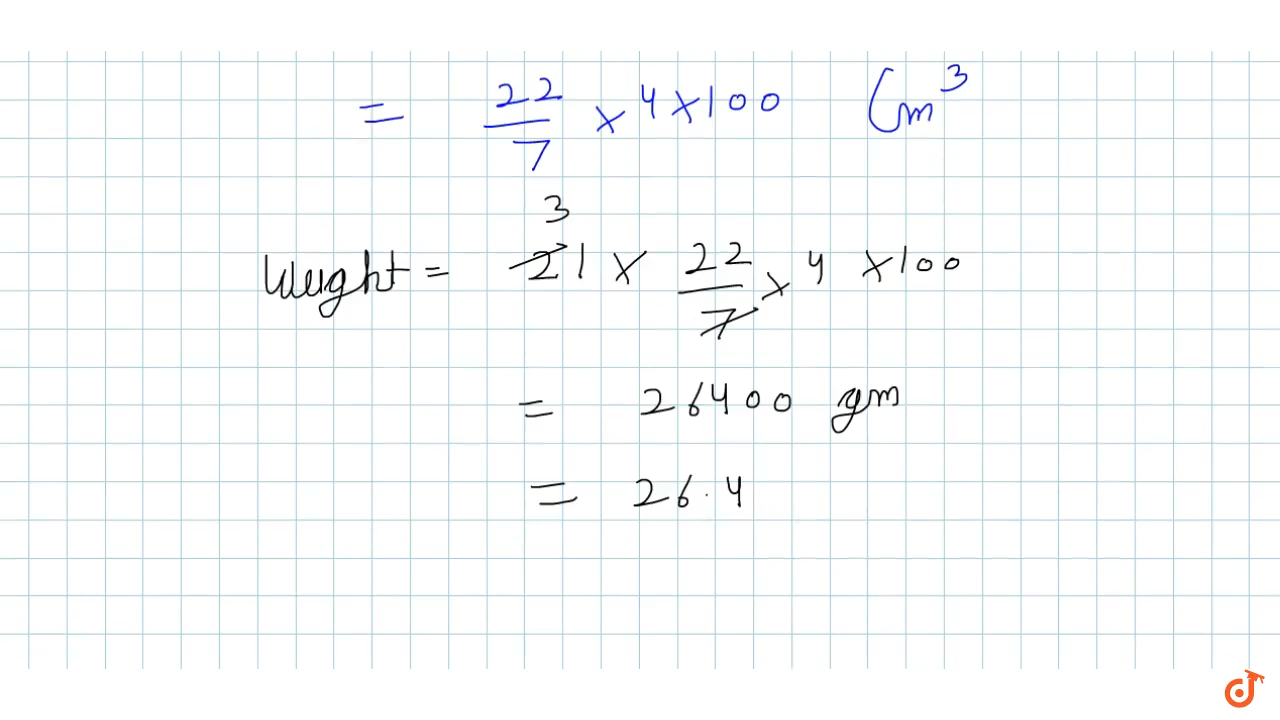 = 22/7 × 4 × 100 Cm³
3
Weight = 21 × 22/7 × 4 × 100
= 26400 gm
= 26.4